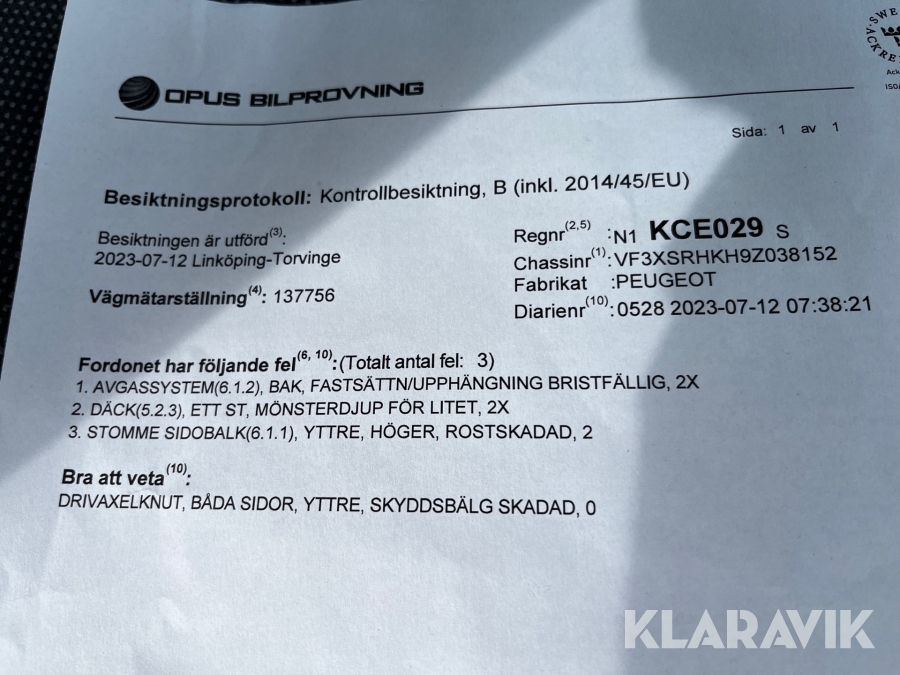 OPUS BILPROVNING
Sida: 1 av 1
Besiktningsprotokoll: Kontrollbesiktning, B (inkl. 2014/45/EU)
Besiktningen är utförd(3):
2023-07-12 Linköping-Torvinge
Vägmätarställning(4): 137756
Regnr(2,5) :N1 KCE029 S
Chassinr(1):VF3XSRHKH9Z038152
Fabrikat :PEUGEOT
Diarienr(10):0528 2023-07-12 07:38:21
Fordonet har följande fel(6, 10):(Totalt antal fel: 3)
1. AVGASSYSTEM(6.1.2), BAK, FASTSÄTTN/UPPHÄNGNING BRISTFÄLLIG, 2X
2. DÄCK(5.2.3), ETT ST, MÖNSTERDJUP FÖR LITET, 2X
3. STOMME SIDOBALK(6.1.1), YTTRE, HÖGER, ROSTSKADAD, 2
Bra att veta(10):
DRIVAXELKNUT, BÅDA SIDOR, YTTRE, SKYDDSBÄLG SKADAD, 0
KLARAVIK